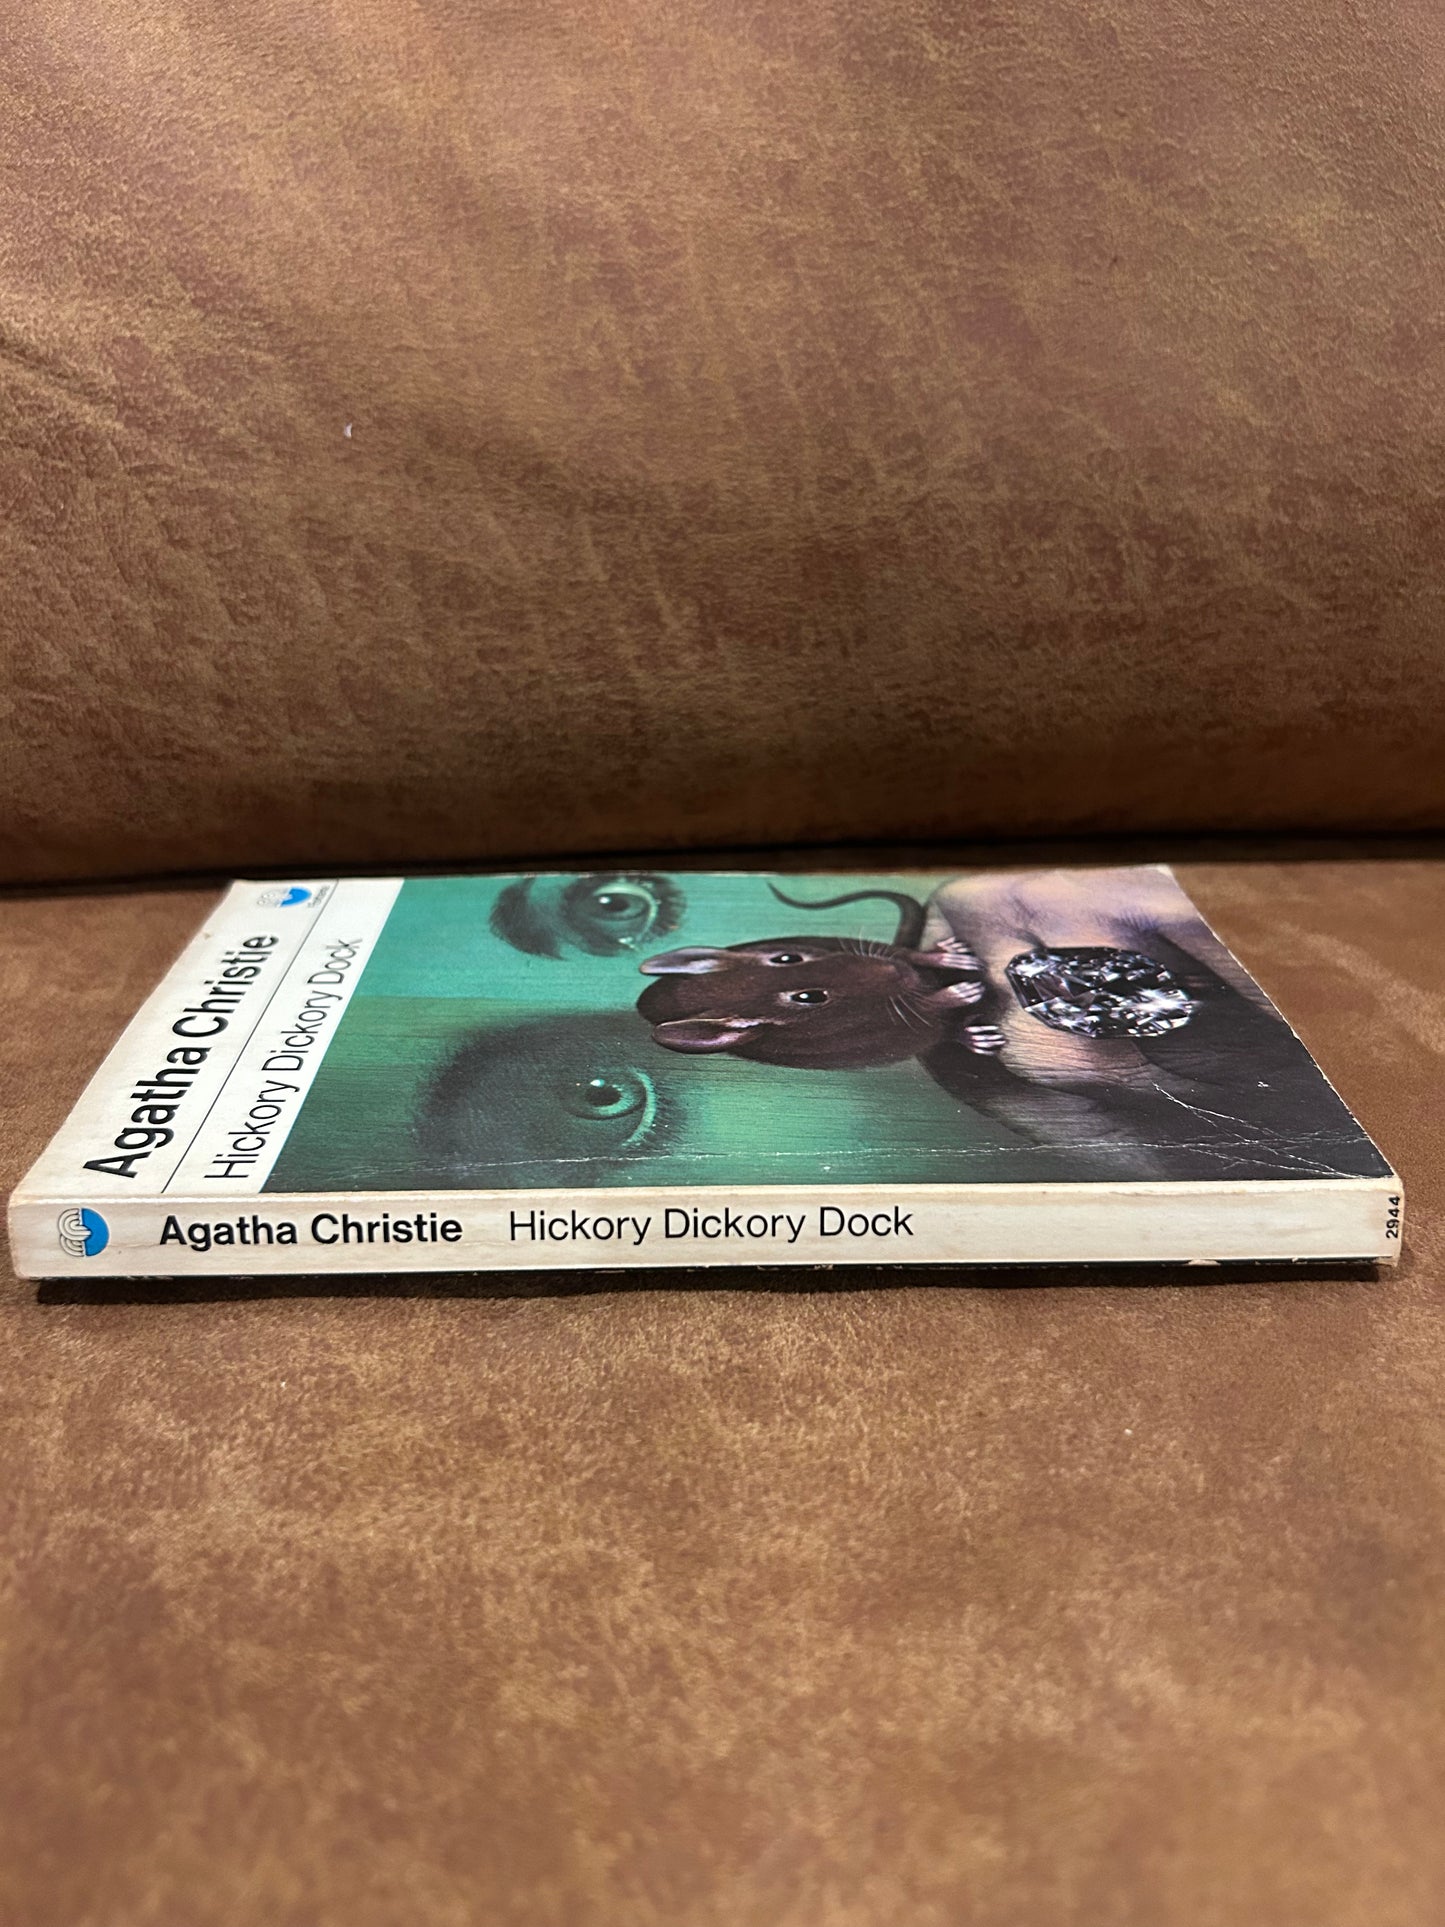 Agatha Christie
Hickory Dickory Dock
Agatha Christie Hickory Dickory Dock
2944